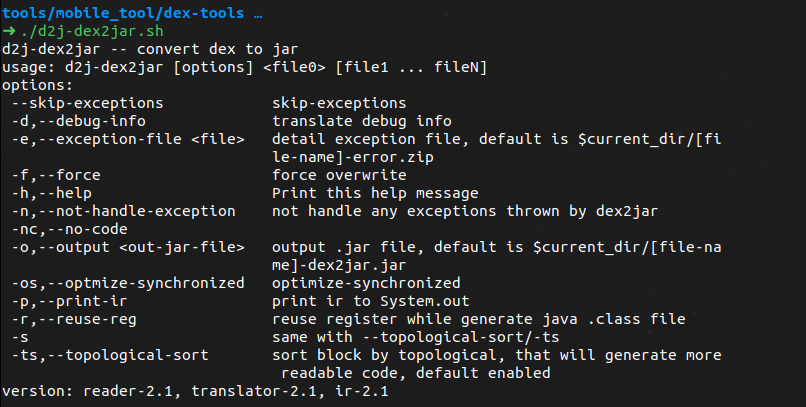 tools/mobile_tool/dex-tools …
➜ ./d2j-dex2jar.sh
d2j-dex2jar -- convert dex to jar
usage: d2j-dex2jar [options] <file0> [file1 ... fileN]
options:
 --skip-exceptions            skip-exceptions
 -d,--debug-info              translate debug info
 -e,--exception-file <file>   detail exception file, default is $current_dir/[fi
                              le-name]-error.zip
 -f,--force                   force overwrite
 -h,--help                    Print this help message
 -n,--not-handle-exception    not handle any exceptions thrown by dex2jar
 -nc,--no-code
 -o,--output <out-jar-file>   output .jar file, default is $current_dir/[file-na
                              me]-dex2jar.jar
 -os,--optmize-synchronized   optimize-synchronized
 -p,--print-ir                print ir to System.out
 -r,--reuse-reg               reuse register while generate java .class file
 -s                           same with --topological-sort/-ts
 -ts,--topological-sort       sort block by topological, that will generate more
                               readable code, default enabled
version: reader-2.1, translator-2.1, ir-2.1